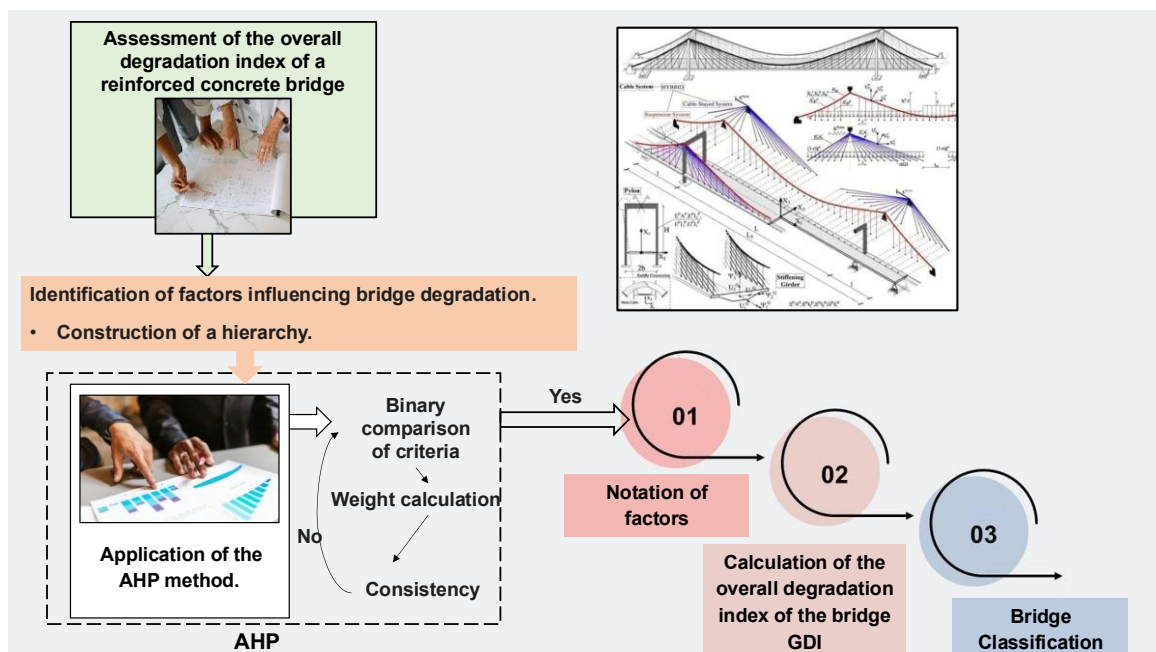 Assessment of the overall
degradation index of a
reinforced concrete bridge
Cable System
HYBRID
Cable-Stayed System
Suspension System
Pylon
H
2b
Stiffening
Girder
Identification of factors influencing bridge degradation.
• Construction of a hierarchy.
Application of the
AHP method.
Binary
comparison
of criteria
Weight calculation
No
Consistency
AHP
Yes
01
Notation of
factors
02
Calculation of the
overall degradation
index of the bridge
GDI
03
Bridge
Classification